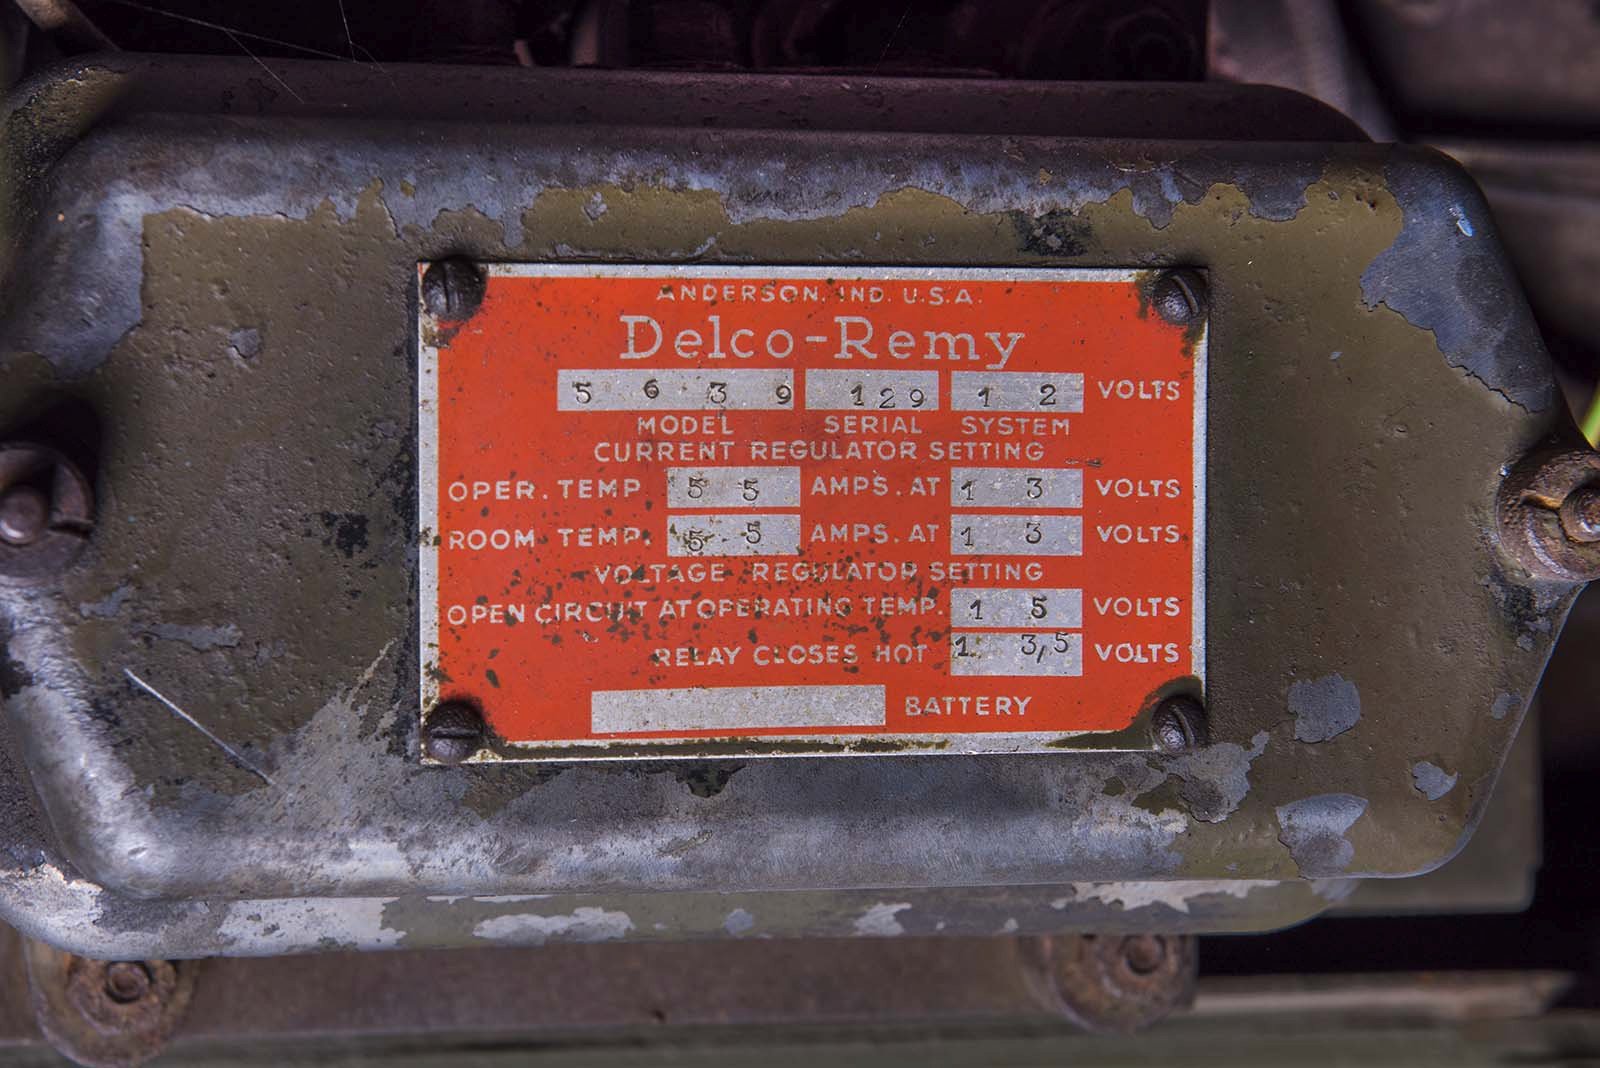 ANDERSON. IND. U.S.A.
Delco-Remy
5 6 3 9 129 1 2 VOLTS
MODEL SERIAL SYSTEM
CURRENT REGULATOR SETTING
OPER. TEMP 5 5 AMPS. AT 1 3 VOLTS
ROOM. TEMP. 5 5 AMPS. AT 1 3 VOLTS
VOLTAGE REGULATOR SETTING
OPEN CIRCUIT AT OPERATING TEMP. 1 5 VOLTS
RELAY CLOSES HOT 1 3,5 VOLTS
BATTERY